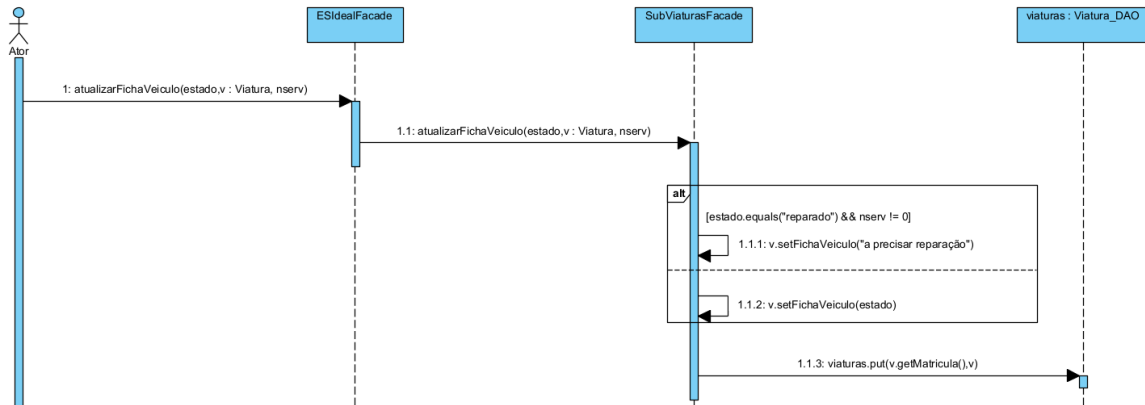 ESIdealFacade
SubViaturasFacade
viaturas : Viatura_DAO
Ator
1: atualizarFichaVeiculo(estado,v : Viatura, nserv)
1.1: atualizarFichaVeiculo(estado,v : Viatura, nserv)
alt
[estado.equals("reparado") && nserv != 0]
1.1.1: v.setFichaVeiculo("a precisar reparação")
1.1.2: v.setFichaVeiculo(estado)
1.1.3: viaturas.put(v.getMatricula(),v)